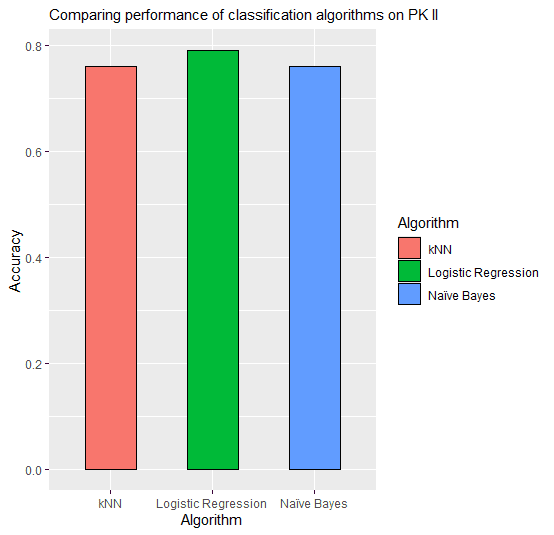 Comparing performance of classification algorithms on PK II
0.8
0.6
0.4
0.2
0.0
Accuracy
kNN
Logistic Regression
Naïve Bayes
Algorithm
Algorithm
kNN
Logistic Regression
Naïve Bayes